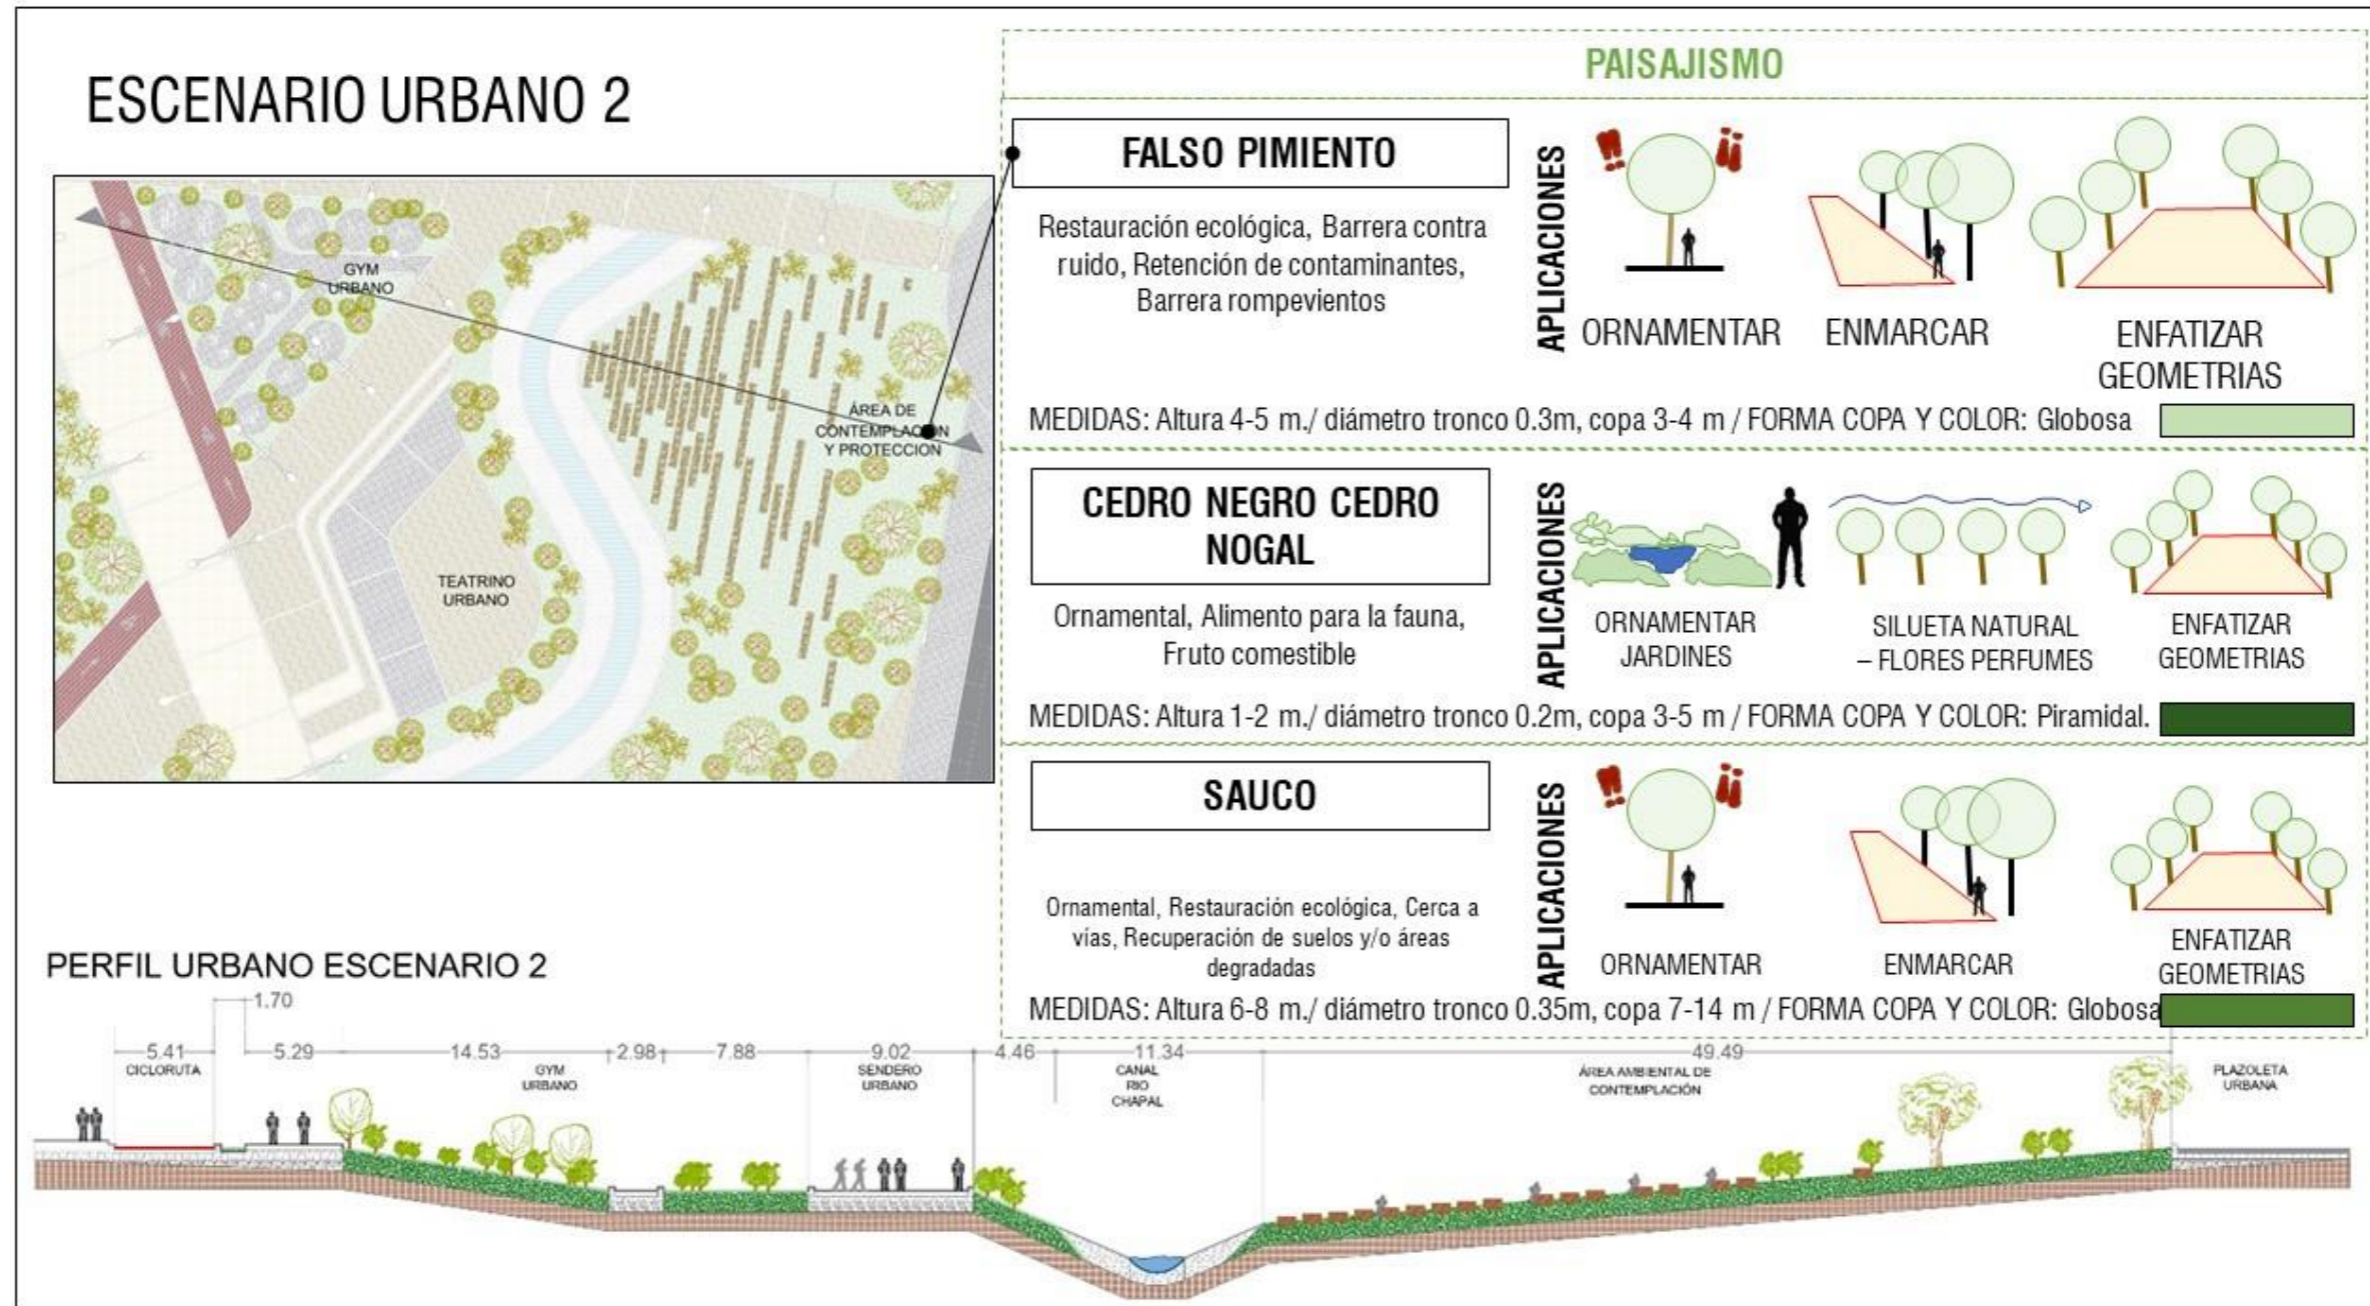 ESCENARIO URBANO 2
GYM
URBANO
ÁREA DE
CONTEMPLACION
Y PROTECCION
TEATRINO
URBANO
PAISAJISMO
FALSO PIMIENTO
Restauración ecológica, Barrera contra
ruido, Retención de contaminantes,
Barrera rompevientos
APLICACIONES
ORNAMENTAR
ENMARCAR
ENFATIZAR
GEOMETRIAS
MEDIDAS: Altura 4-5 m./ diámetro tronco 0.3m, copa 3-4 m / FORMA COPA Y COLOR: Globosa
CEDRO NEGRO CEDRO
NOGAL
Ornamental, Alimento para la fauna,
Fruto comestible
APLICACIONES
ORNAMENTAR
JARDINES
SILUETA NATURAL
– FLORES PERFUMES
ENFATIZAR
GEOMETRIAS
MEDIDAS: Altura 1-2 m./ diámetro tronco 0.2m, copa 3-5 m / FORMA COPA Y COLOR: Piramidal.
SAUCO
Ornamental, Restauración ecológica, Cerca a
vías, Recuperación de suelos y/o áreas
degradadas
APLICACIONES
ORNAMENTAR
ENMARCAR
ENFATIZAR
GEOMETRIAS
MEDIDAS: Altura 6-8 m./ diámetro tronco 0.35m, copa 7-14 m / FORMA COPA Y COLOR: Globosa
PERFIL URBANO ESCENARIO 2
1.70
5.41
5.29
14.53
2.98
7.88
9.02
4.46
11.34
49.49
CICLORUTA
GYM
URBANO
SENDERO
URBANO
CANAL
RIO
CHAPAL
ÁREA AMBIENTAL DE
CONTEMPLACIÓN
PLAZOLETA
URBANA